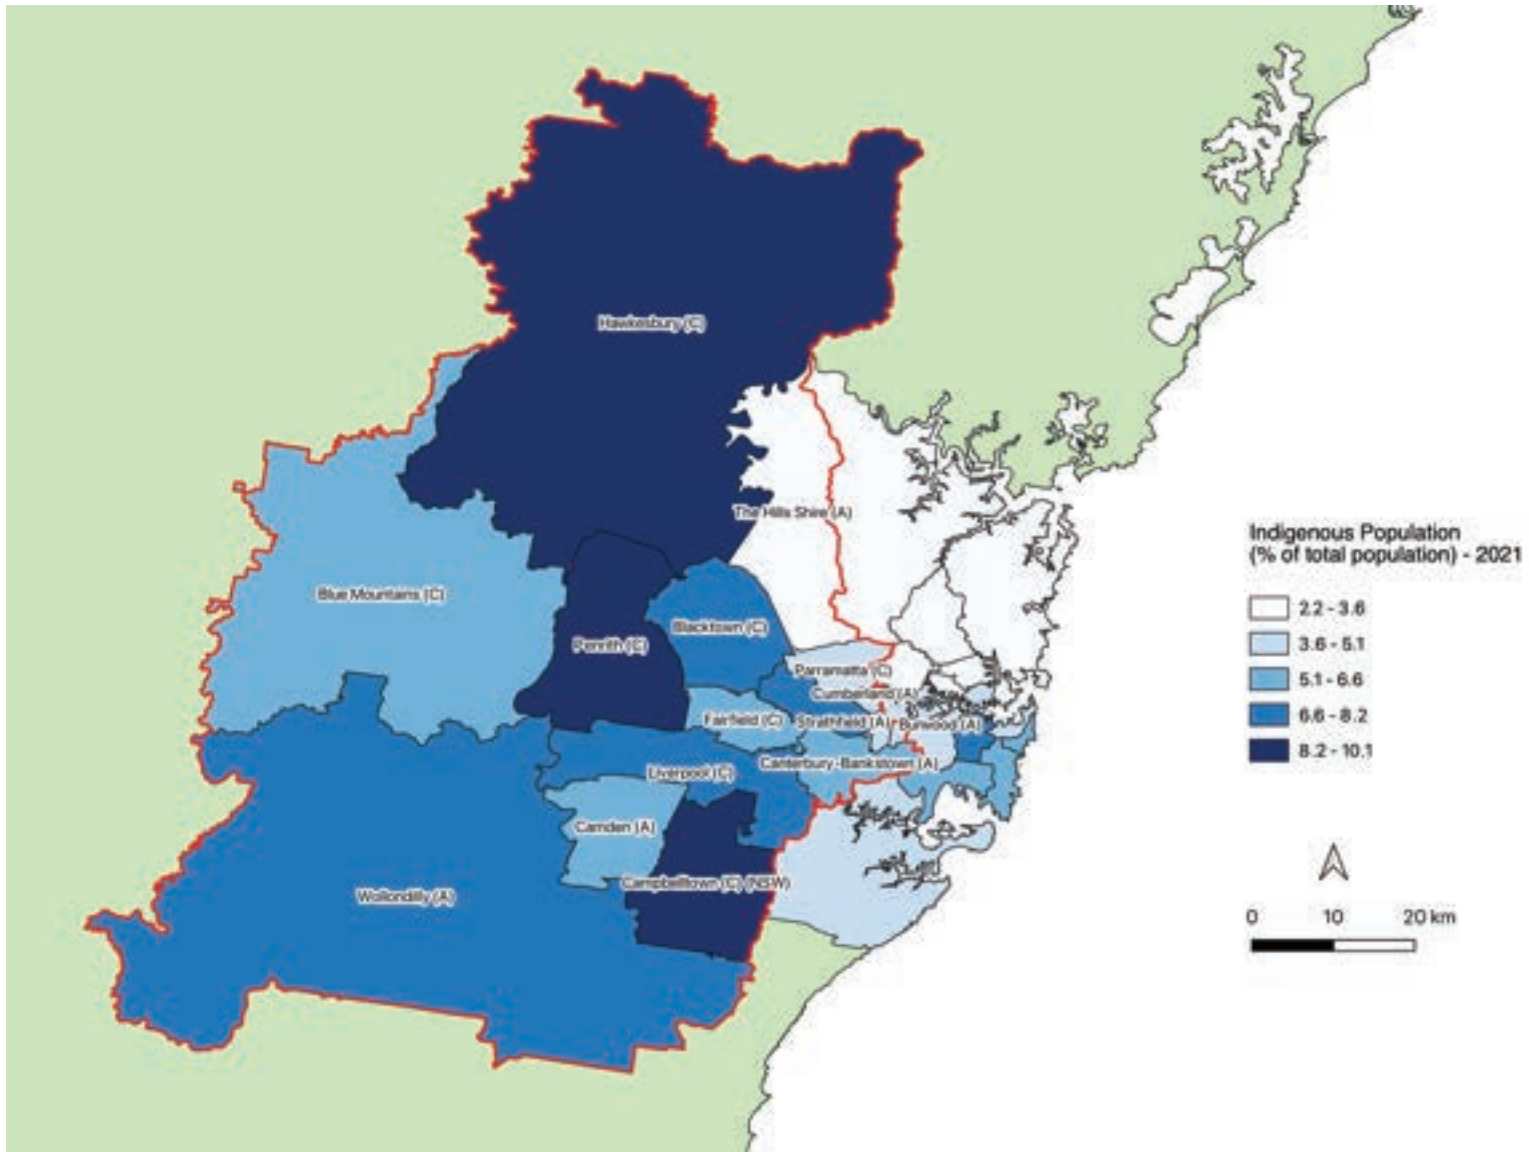 Hawkesbury (C)
The Hills Shire (A)
Blue Mountains (C)
Blacktown (C)
Penrith (C)
Parramatta (C)
Cumberland (A)
Fairfield (C)
Strathfield (A)
Burwood (A)
Canterbury-Bankstown (A)
Liverpool (C)
Camden (A)
Campbelltown (C) (NSW)
Wollondilly (A)
Indigenous Population
(% of total population) - 2021
2.2 - 3.6
3.6 - 5.1
5.1 - 6.6
6.6 - 8.2
8.2 - 10.1
0 10 20 km